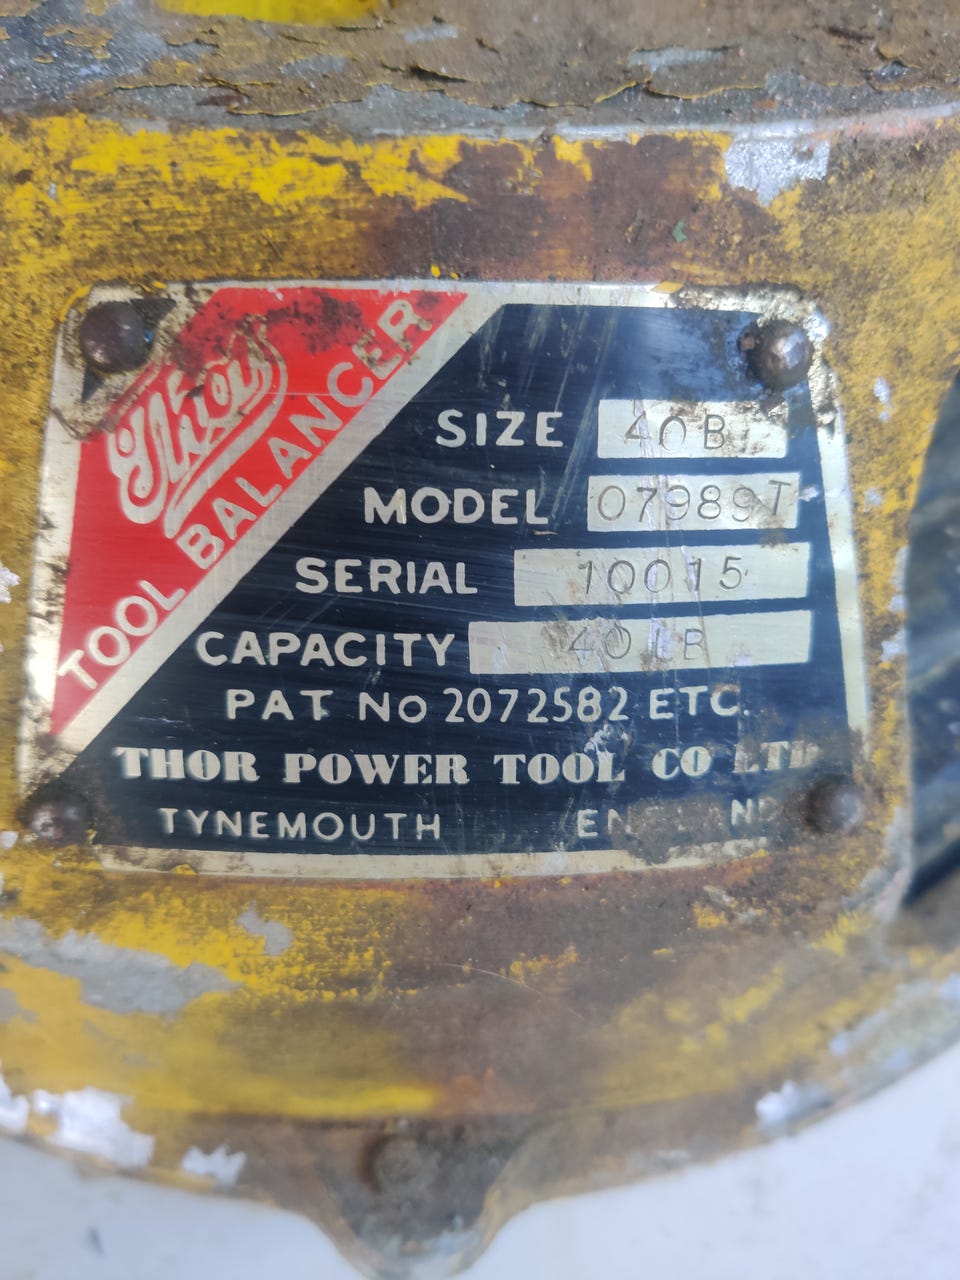 Thor
TOOL BALANCER
SIZE 40B
MODEL 07989T
SERIAL 10015
CAPACITY 40LB
PAT No 2072582 ETC.
THOR POWER TOOL CO LTD
TYNEMOUTH ENGLAND